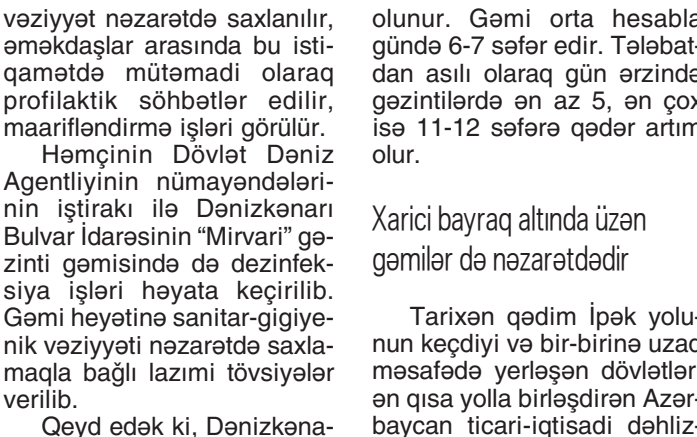 vəziyyət nəzarətdə saxlanılır,
əməkdaşlar arasında bu isti-
qamətdə mütəmadi olaraq
profilaktik söhbətlər edilir,
maarifləndirmə işləri görülür.
Həmçinin Dövlət Dəniz
Agentliyinin nümayəndələri-
nin iştirakı ilə Dənizkənarı
Bulvar İdarəsinin “Mirvari” gə-
zinti gəmisində də dezinfek-
siya işləri həyata keçirilib.
Gəmi heyətinə sanitar-gigiye-
nik vəziyyəti nəzarətdə saxla-
maqla bağlı lazımi tövsiyələr
verilib.
Qeyd edək ki, Dənizkəna-
olunur. Gəmi orta hesabla
gündə 6-7 səfər edir. Tələbat-
dan asılı olaraq gün ərzində
gəzintilərdə ən az 5, ən çox
isə 11-12 səfərə qədər artım
olur.
Xarici bayraq altında üzən
gəmilər də nəzarətdədir
Tarixən qədim İpək yolu-
nun keçdiyi və bir-birinə uzaq
məsafədə yerləşən dövlətlər
ən qısa yolla birləşdirən Azər-
baycan ticari-iqtisadi dəhliz-